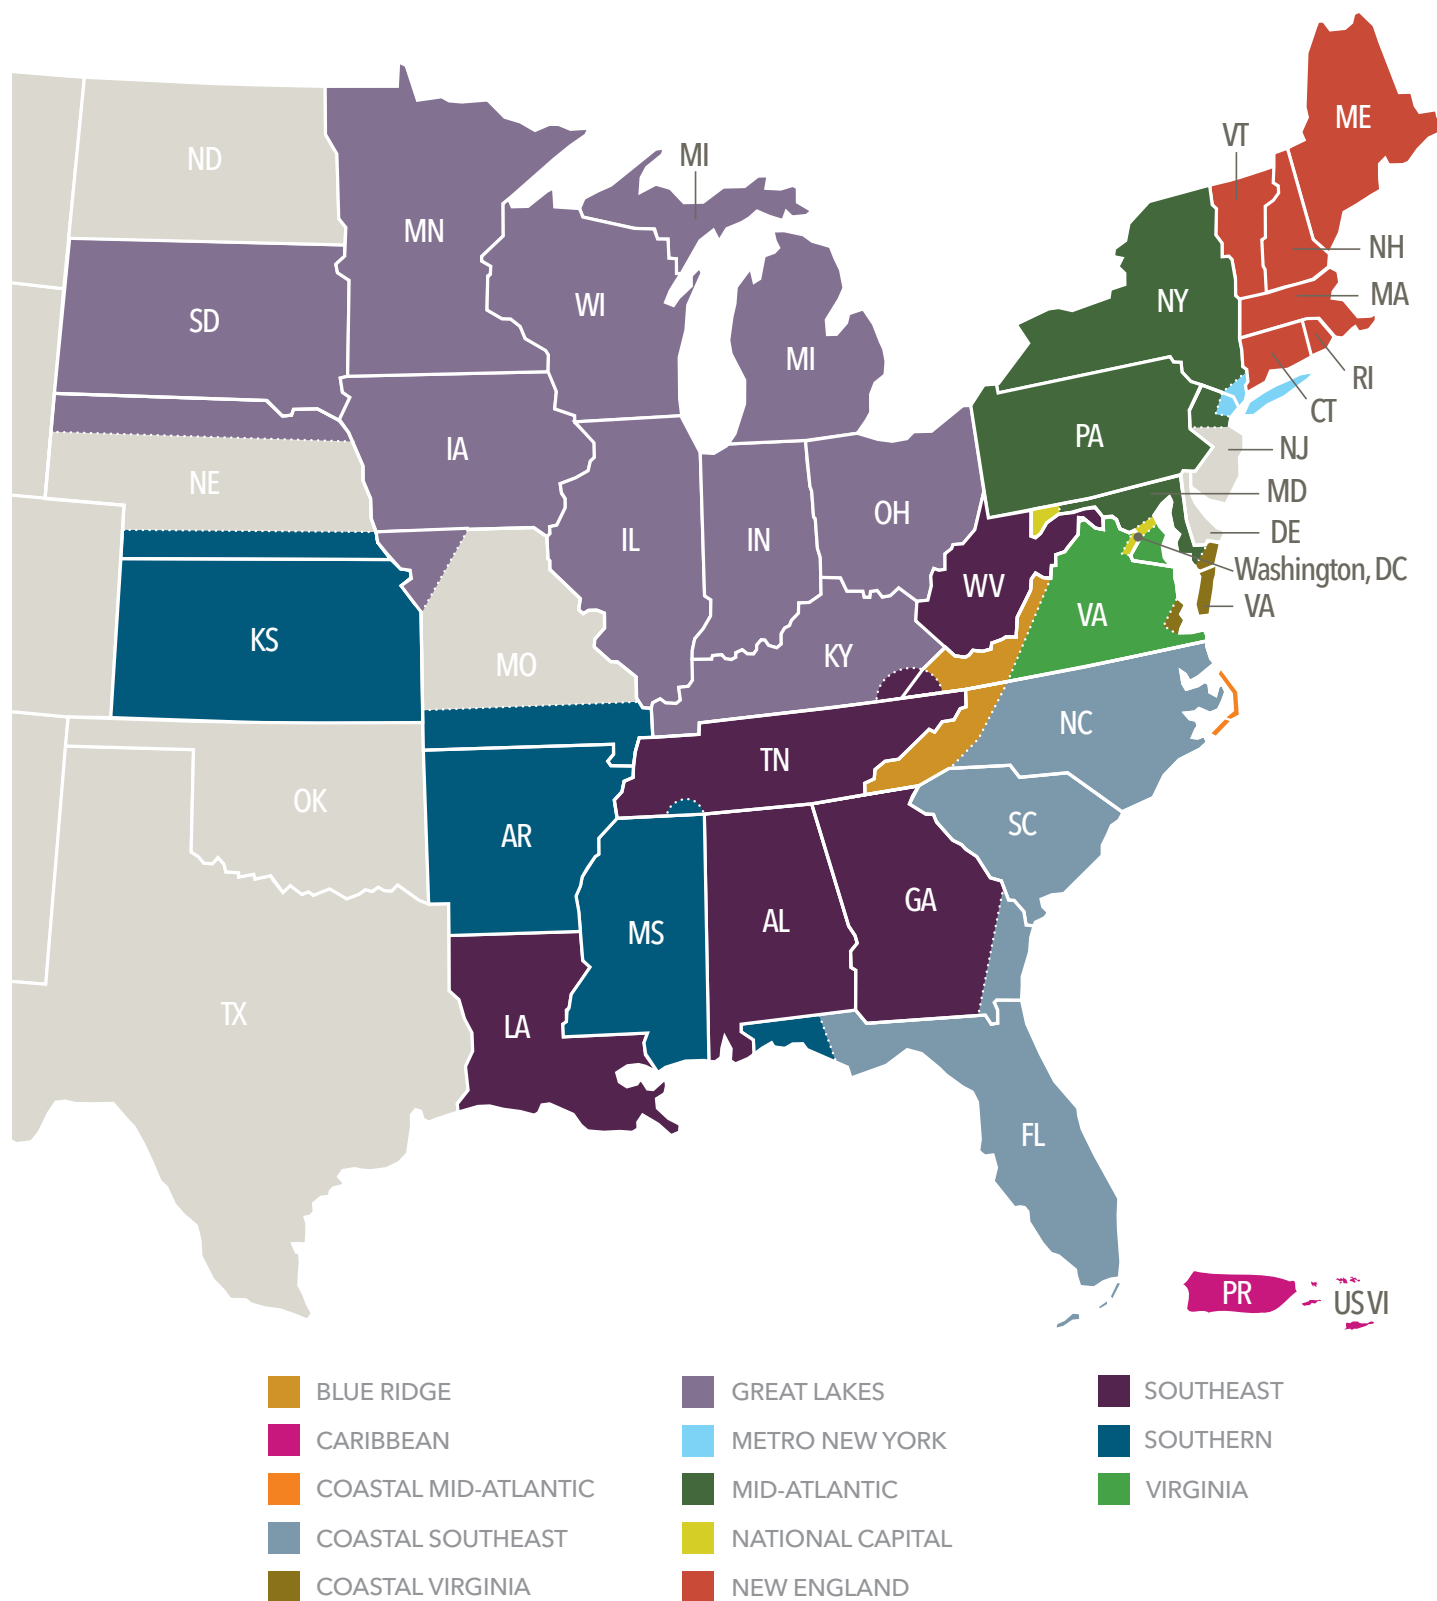 ME
VT
MI
ND
MN
NH
MA
NY
WI
SD
MI
RI
CT
PA
IA
NJ
NE
MD
OH
IL
IN
DE
Washington, DC
WV
VA
VA
KS
KY
MO
NC
TN
OK
SC
AR
GA
AL
MS
TX
LA
FL
PR
US VI
BLUE RIDGE
CARIBBEAN
COASTAL MID-ATLANTIC
COASTAL SOUTHEAST
COASTAL VIRGINIA
GREAT LAKES
METRO NEW YORK
MID-ATLANTIC
NATIONAL CAPITAL
NEW ENGLAND
SOUTHEAST
SOUTHERN
VIRGINIA